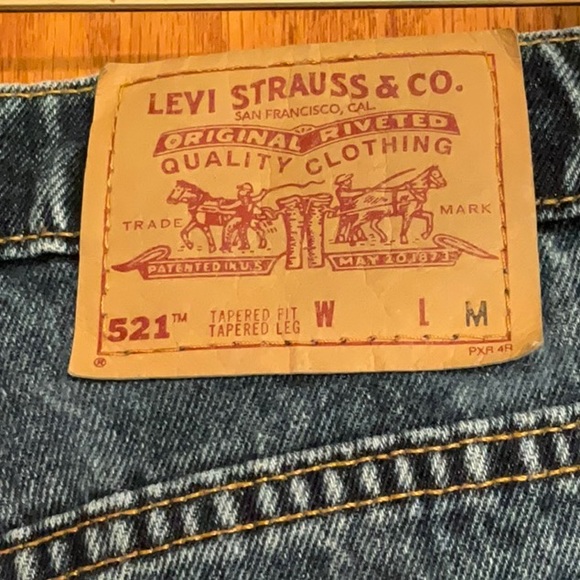 LEVI STRAUSS & CO.
SAN FRANCISCO, CAL.
ORIGINAL RIVETED
QUALITY CLOTHING
TRADE MARK
PATENTED IN U.S. MAY 20 1873
521™ TAPERED FIT W L M
TAPERED LEG
® PXR 4R